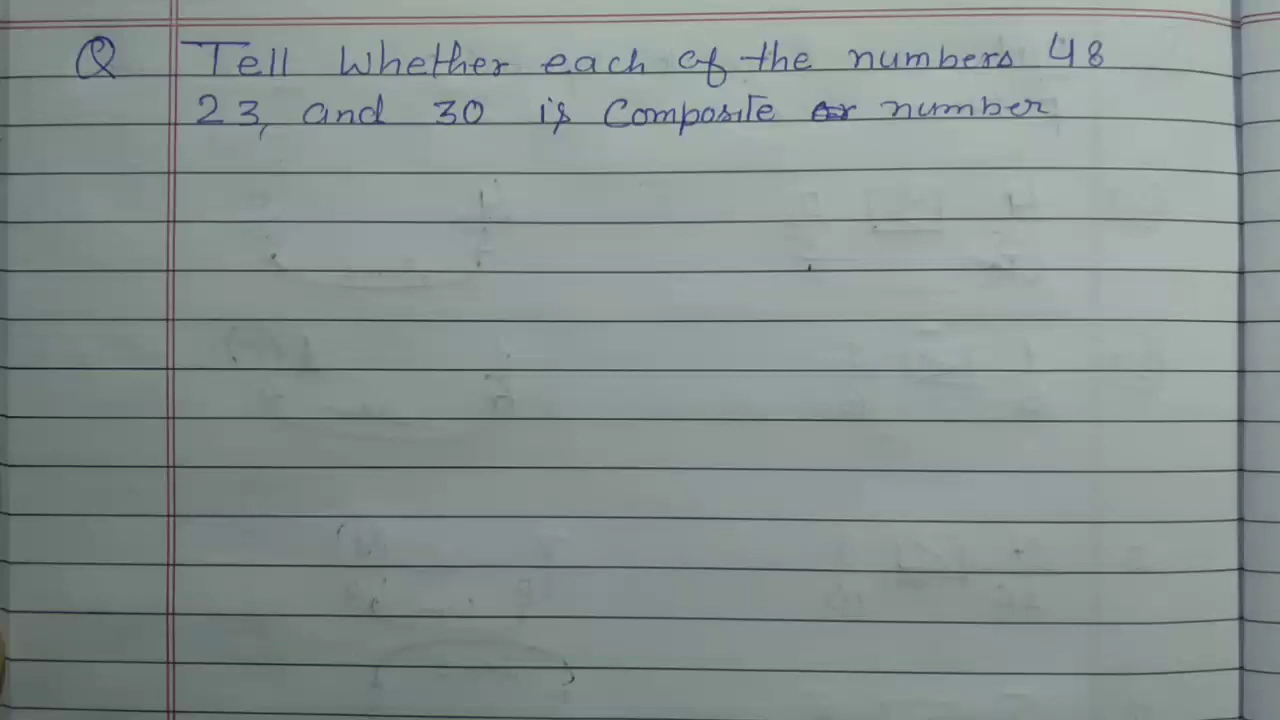 Q Tell Whether each of the numbers 48
23, and 30 is Composite number